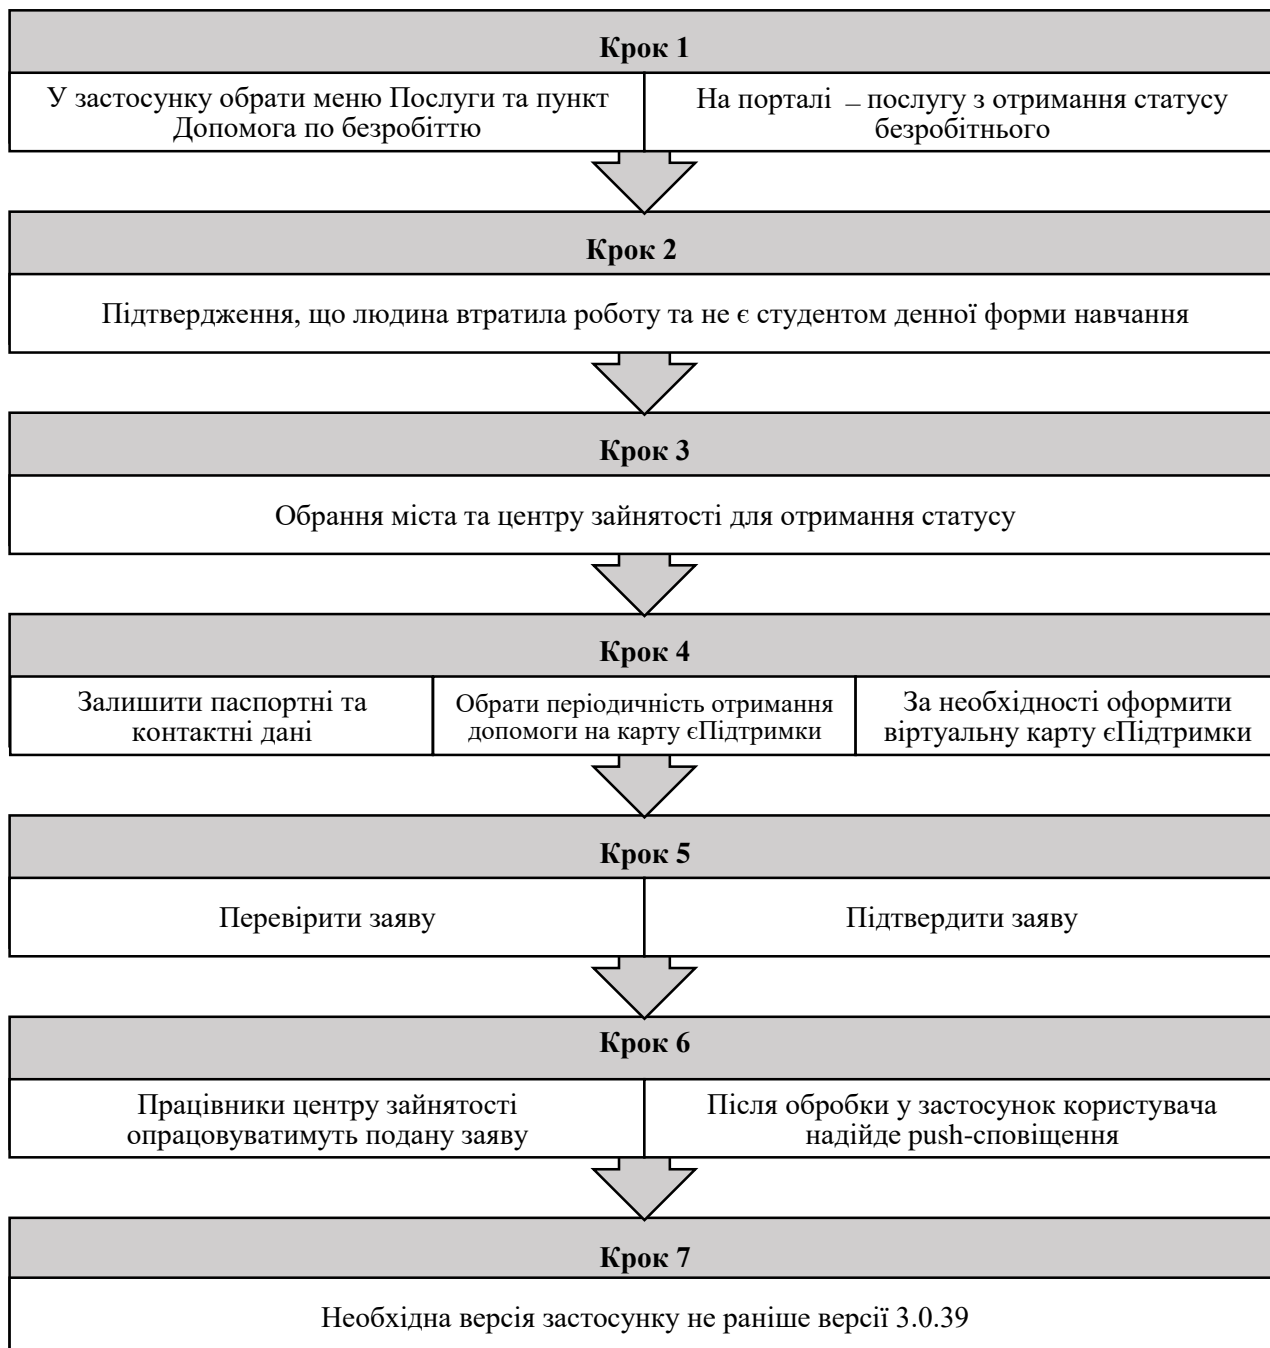 Крок 1
У застосунку обрати меню Послуги та пункт
Допомога по безробіттю
На порталі – послугу з отримання статусу
безробітнього
Крок 2
Підтвердження, що людина втратила роботу та не є студентом денної форми навчання
Крок 3
Обрання міста та центру зайнятості для отримання статусу
Крок 4
Залишити паспортні та
контактні дані
Обрати періодичність отримання
допомоги на карту єПідтримки
За необхідності оформити
віртуальну карту єПідтримки
Крок 5
Перевірити заяву
Підтвердити заяву
Крок 6
Працівники центру зайнятості
опрацовуватимуть подану заяву
Після обробки у застосунок користувача
надійде push-сповіщення
Крок 7
Необхідна версія застосунку не раніше версії 3.0.39